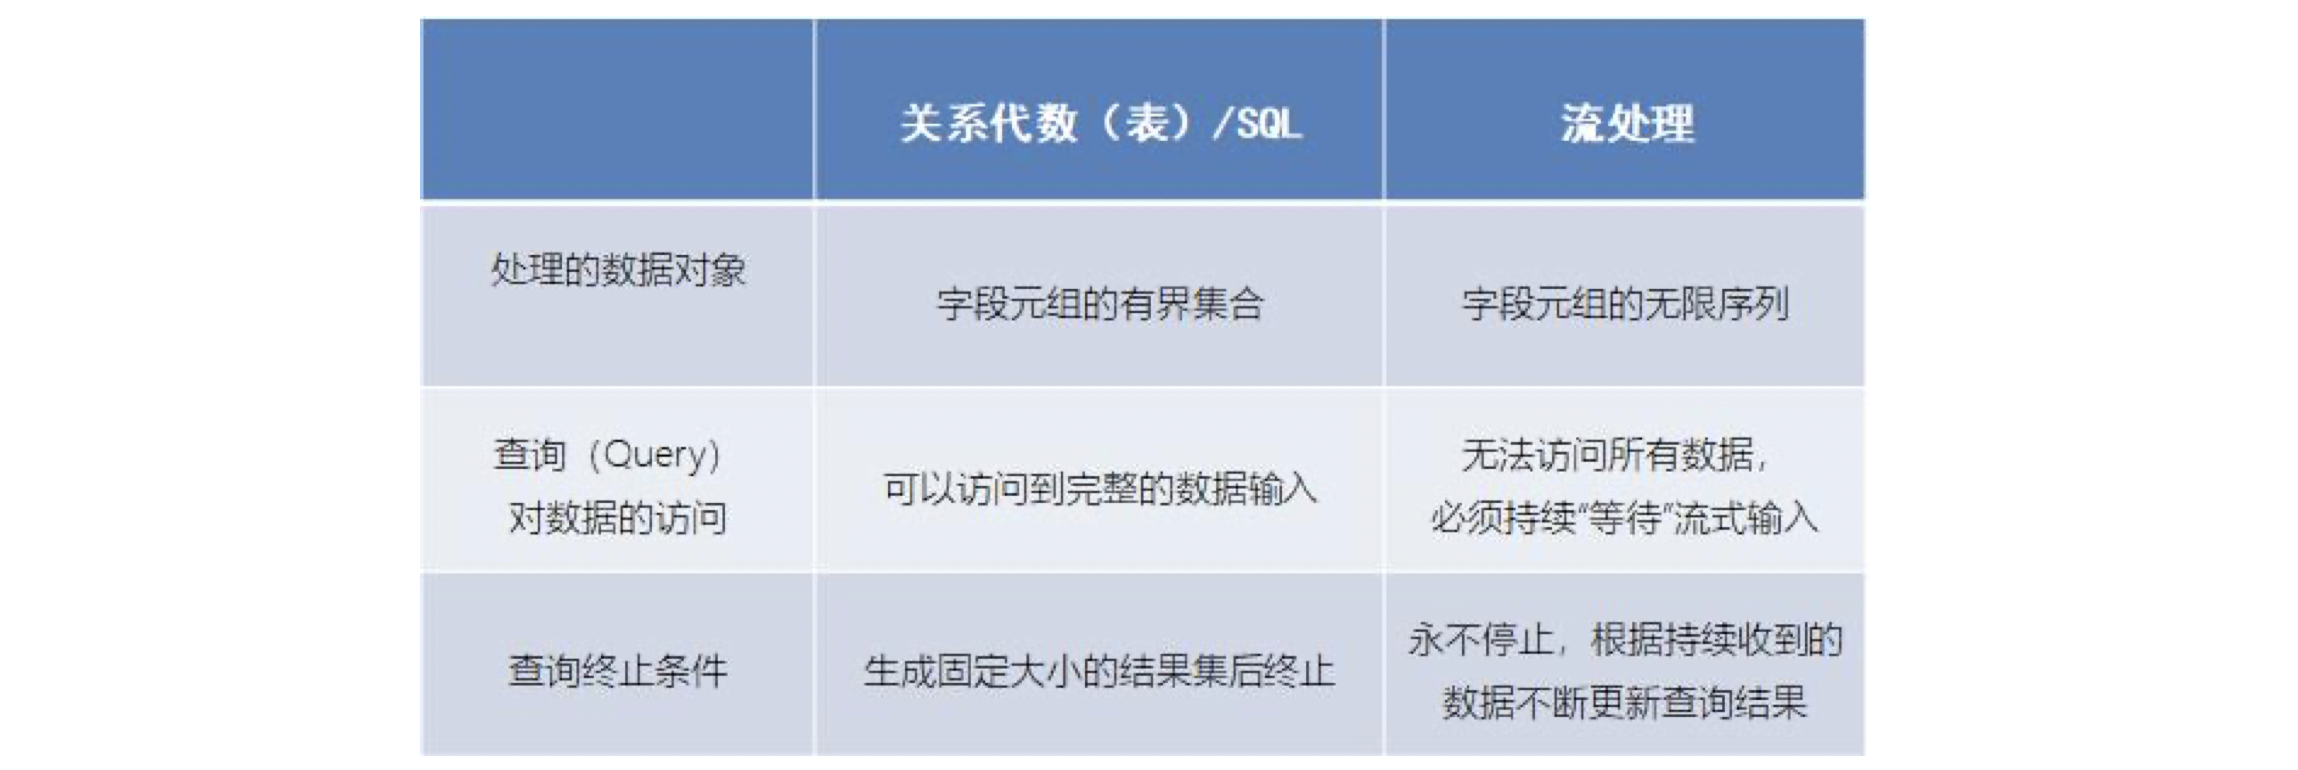 关系代数（表）/SQL
流处理
处理的数据对象
字段元组的有界集合
字段元组的无限序列
查询（Query）
对数据的访问
可以访问到完整的数据输入
无法访问所有数据，
必须持续“等待”流式输入
查询终止条件
生成固定大小的结果集后终止
永不停止，根据持续收到的
数据不断更新查询结果